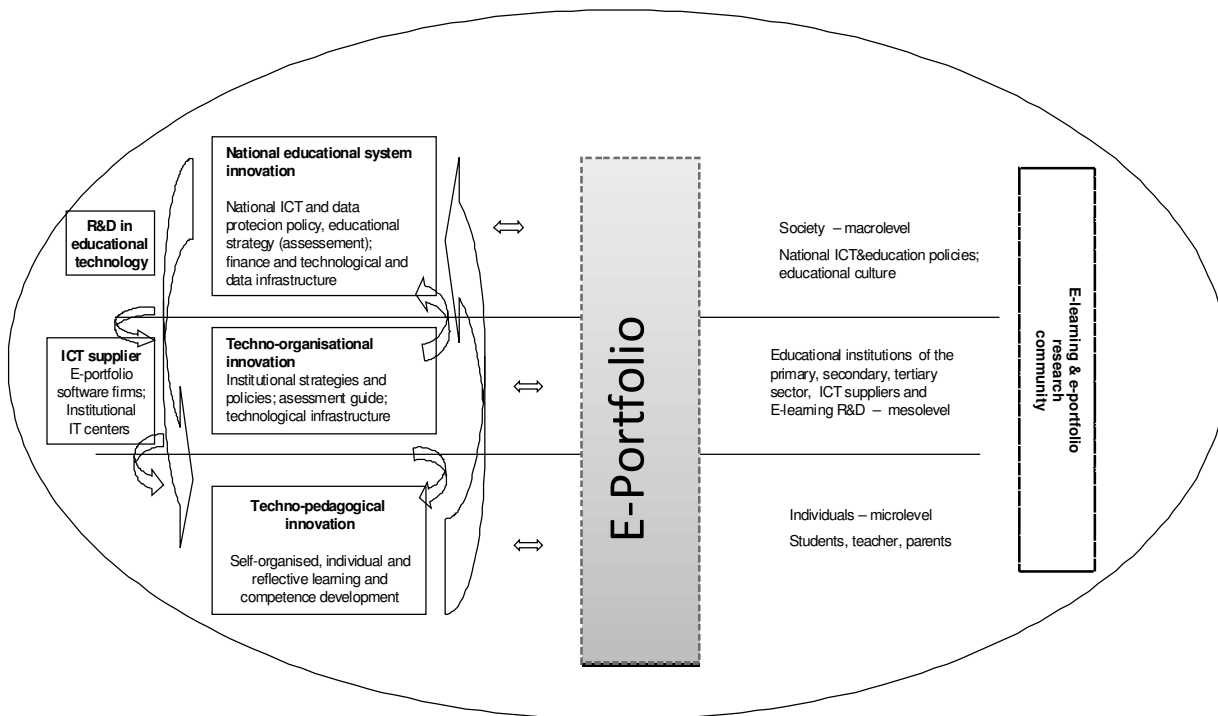 R&D in
educational
technology
ICT supplier
E-portfolio
software firms;
Institutional
IT centers
National educational system
innovation
National ICT and data
protecion policy, educational
strategy (assessement);
finance and technological and
data infrastructure
Techno-organisational
innovation
Institutional strategies and
policies; asessment guide;
technological infrastructure
Techno-pedagogical
innovation
Self-organised, individual and
reflective learning and
competence development
E-Portfolio
Society – macrolevel
National ICT&education policies;
educational culture
Educational institutions of the
primary, secondary, tertiary
sector, ICT suppliers and
E-learning R&D – mesolevel
Individuals – microlevel
Students, teacher, parents
E-learning & e-portfolio
research
community